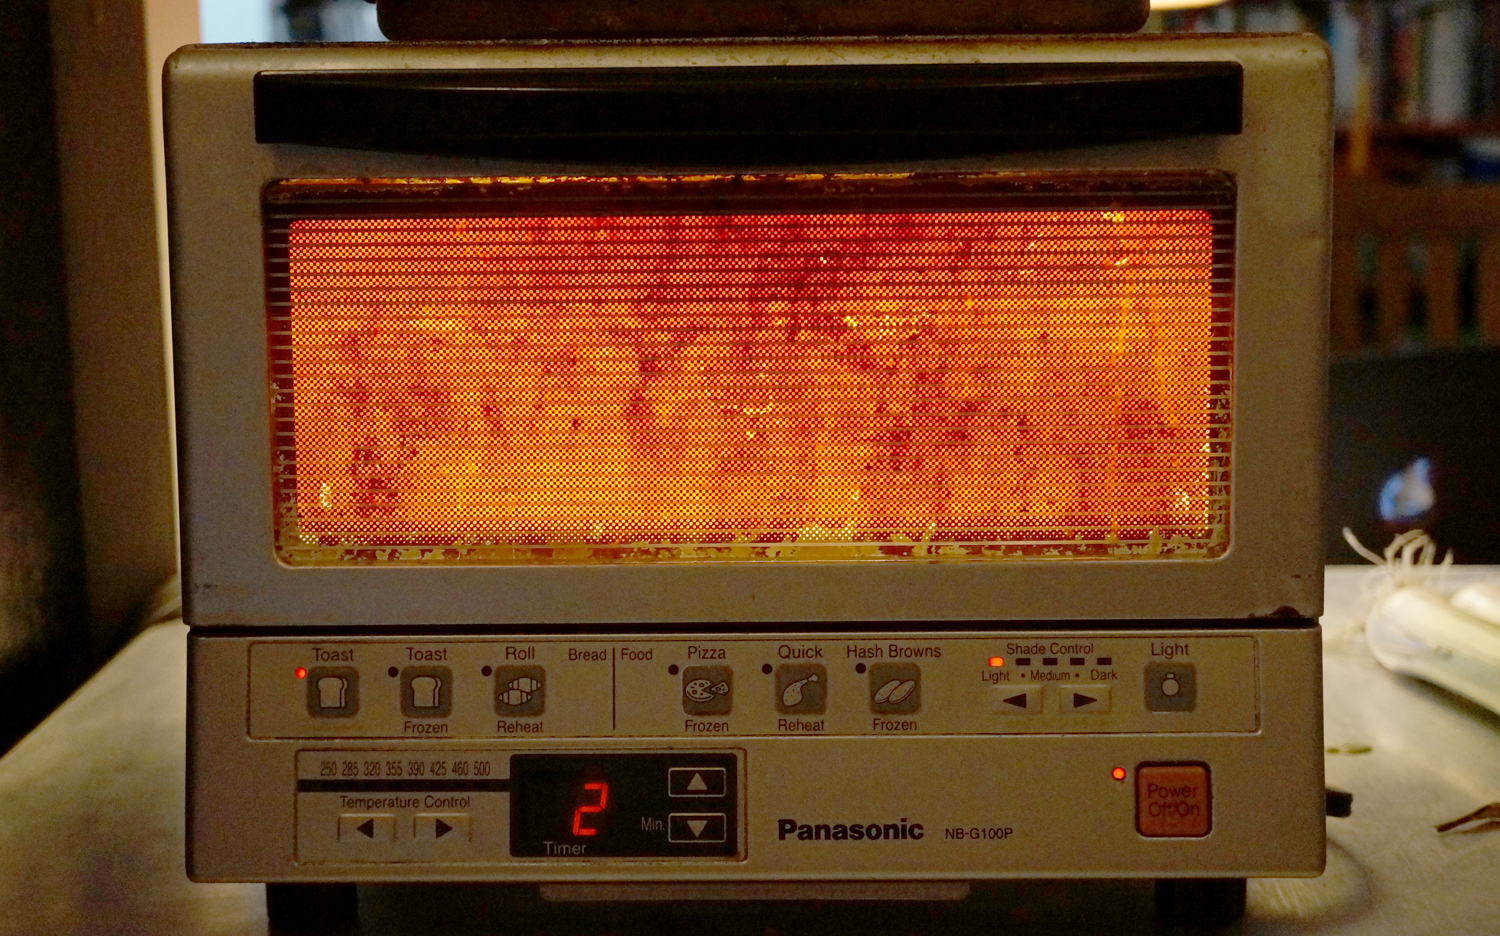 Toast
Toast
Frozen
Roll
Reheat
Bread
Food
Pizza
Frozen
Quick
Reheat
Hash Browns
Frozen
Shade Control
Light • Medium • Dark
Light
250 285 320 355 390 425 460 500
Temperature Control
2
Min.
Timer
Panasonic NB-G100P
Power
Off/On